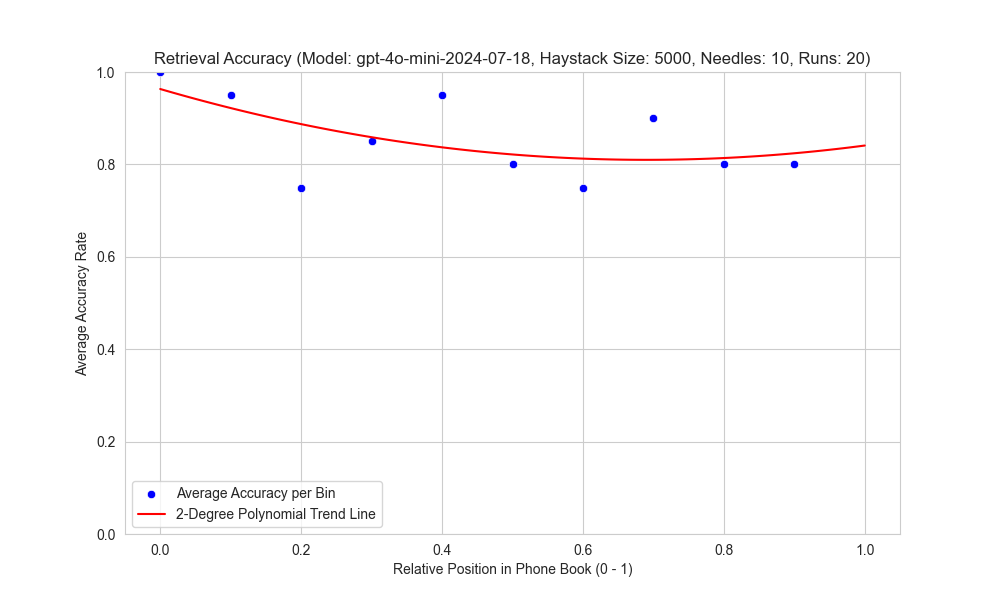 Retrieval Accuracy (Model: gpt-4o-mini-2024-07-18, Haystack Size: 5000, Needles: 10, Runs: 20)
1.0
0.8
0.6
0.4
0.2
0.0
Average Accuracy Rate
Average Accuracy per Bin
2-Degree Polynomial Trend Line
0.0 0.2 0.4 0.6 0.8 1.0
Relative Position in Phone Book (0 - 1)